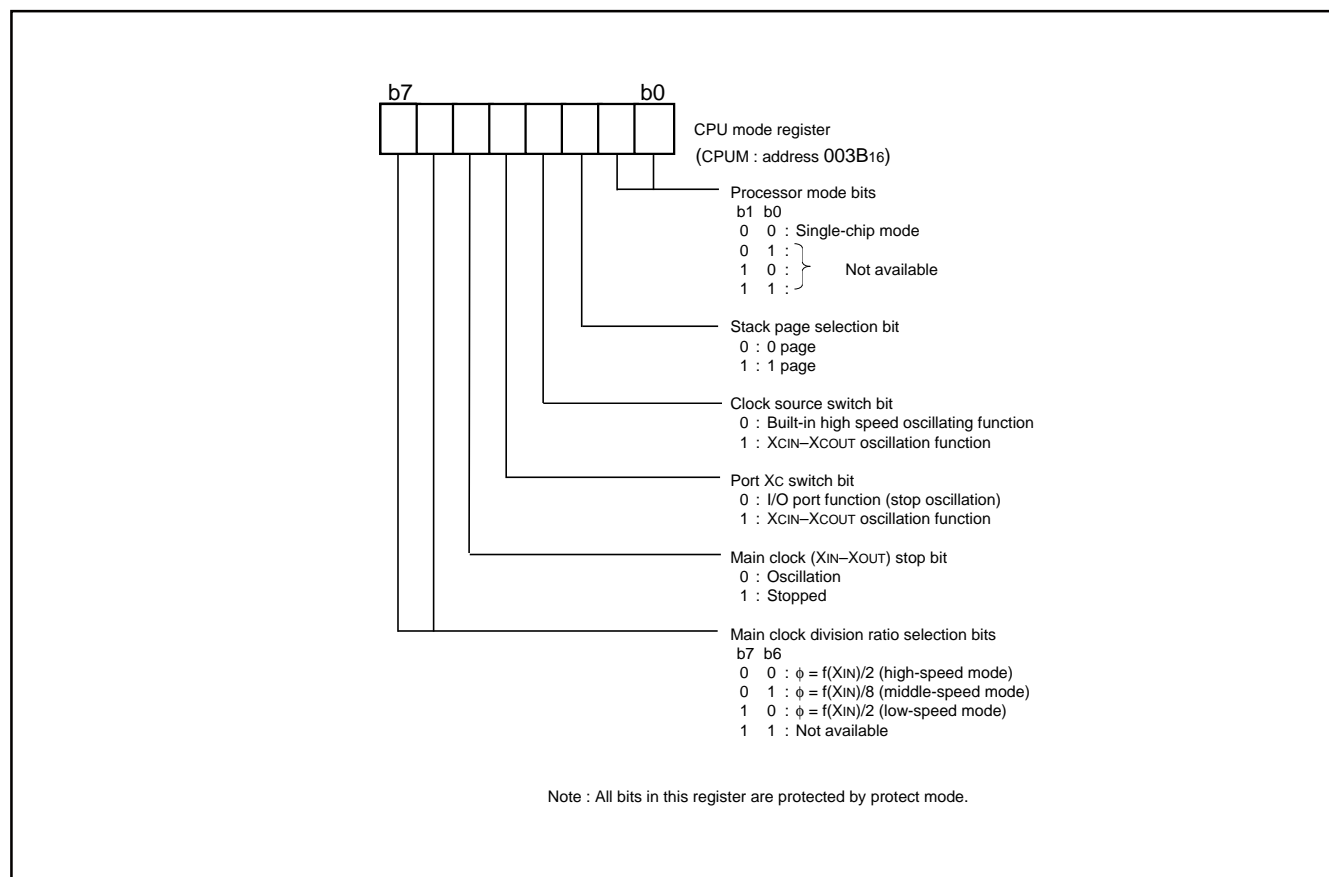 b7 b0
CPU mode register
(CPUM : address 003B16)
Processor mode bits
b1 b0
0 0 : Single-chip mode
0 1 :
1 0 : Not available
1 1 :
Stack page selection bit
0 : 0 page
1 : 1 page
Clock source switch bit
0 : Built-in high speed oscillating function
1 : XCIN–XCOUT oscillation function
Port XC switch bit
0 : I/O port function (stop oscillation)
1 : XCIN–XCOUT oscillation function
Main clock (XIN–XOUT) stop bit
0 : Oscillation
1 : Stopped
Main clock division ratio selection bits
b7 b6
0 0 : φ = f(XIN)/2 (high-speed mode)
0 1 : φ = f(XIN)/8 (middle-speed mode)
1 0 : φ = f(XIN)/2 (low-speed mode)
1 1 : Not available
Note : All bits in this register are protected by protect mode.